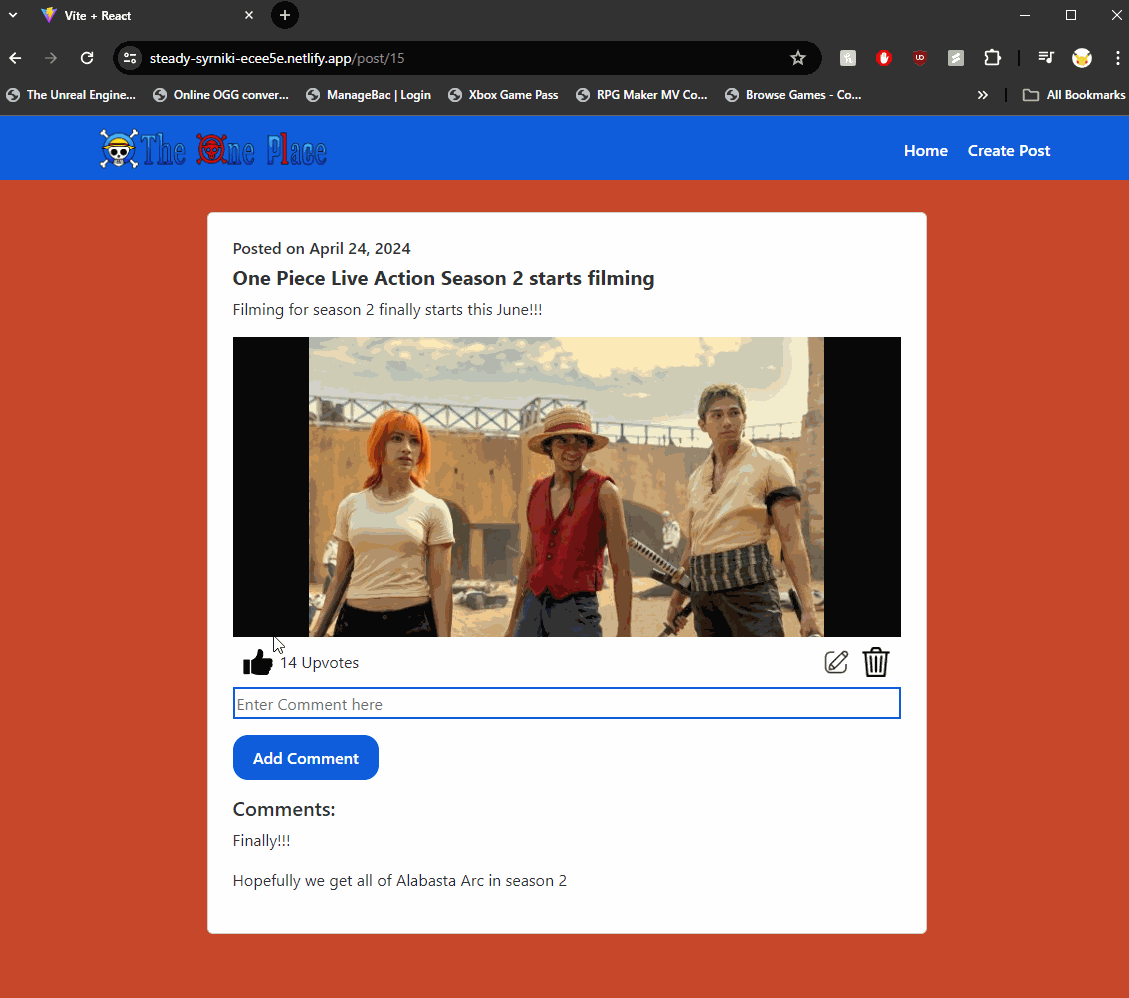 Vite + React
steady-syrniki-ecee5e.netlify.app/post/15
The Unreal Engine... Online OGG conver... ManageBac | Login Xbox Game Pass RPG Maker MV Co... Browse Games - Co... » All Bookmarks
The One Place Home Create Post
Posted on April 24, 2024
One Piece Live Action Season 2 starts filming
Filming for season 2 finally starts this June!!!
14 Upvotes
Enter Comment here
Add Comment
Comments:
Finally!!!
Hopefully we get all of Alabasta Arc in season 2